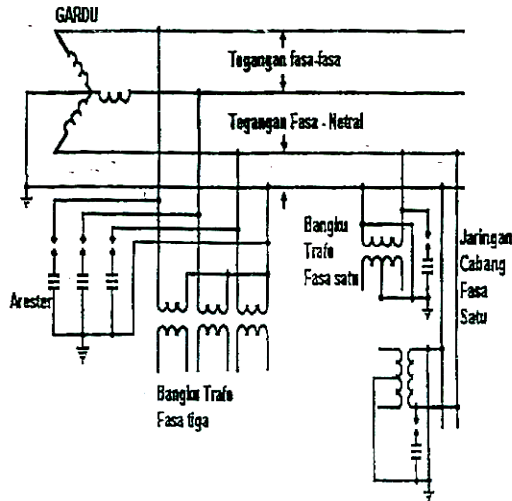 GARDU
Tegangan fasa-fasa
Tegangan Fasa - Netral
Bangku
Trafo
Fasa satu
Jaringan
Cabang
Fasa
Satu
Arester
Bangku Trafo
Fasa tiga